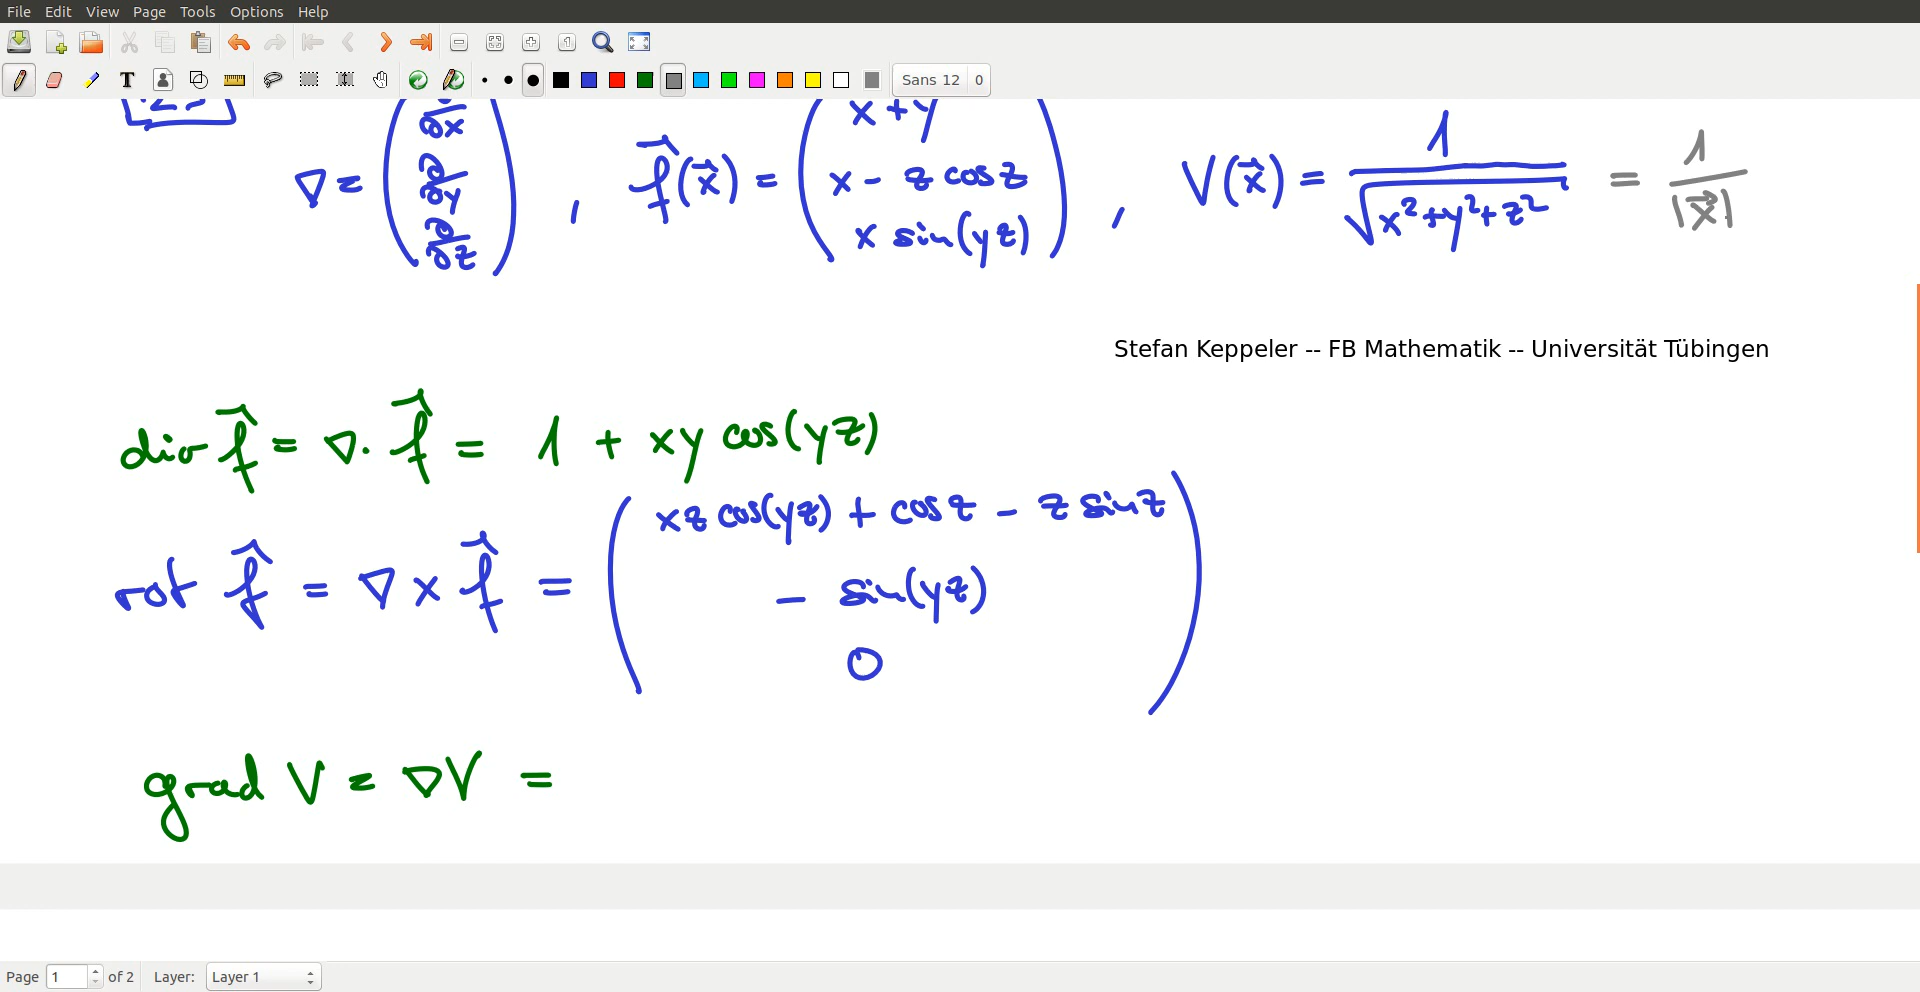 File Edit View Page Tools Options Help
Sans 12 0
∇ = (∂/∂x, ∂/∂y, ∂/∂z) , f⃗(x⃗) = (x + y, x - z cos z, x sin(yz)) , V(x⃗) = 1/√(x²+y²+z²) = 1/|x⃗|
Stefan Keppeler -- FB Mathematik -- Universität Tübingen
div f⃗ = ∇ · f⃗ = 1 + xy cos(yz)
rot f⃗ = ∇ × f⃗ = (xz cos(yz) + cos z - z sin z, - sin(yz), 0)
grad V = ∇V =
Page 1 of 2 Layer: Layer 1